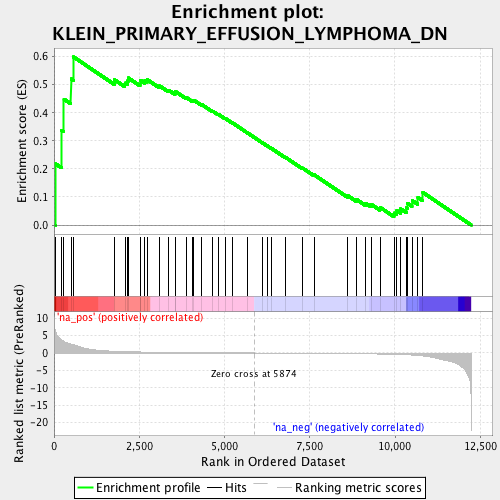 Enrichment plot:
KLEIN_PRIMARY_EFFUSION_LYMPHOMA_DN
Enrichment score (ES)
0.6
0.5
0.4
0.3
0.2
0.1
0.0
Ranked list metric (PreRanked)
10
5
0
-5
-10
-15
-20
'na_pos' (positively correlated)
Zero cross at 5874
'na_neg' (negatively correlated)
0
2,500
5,000
7,500
10,000
12,500
Rank in Ordered Dataset
Enrichment profile
Hits
Ranking metric scores